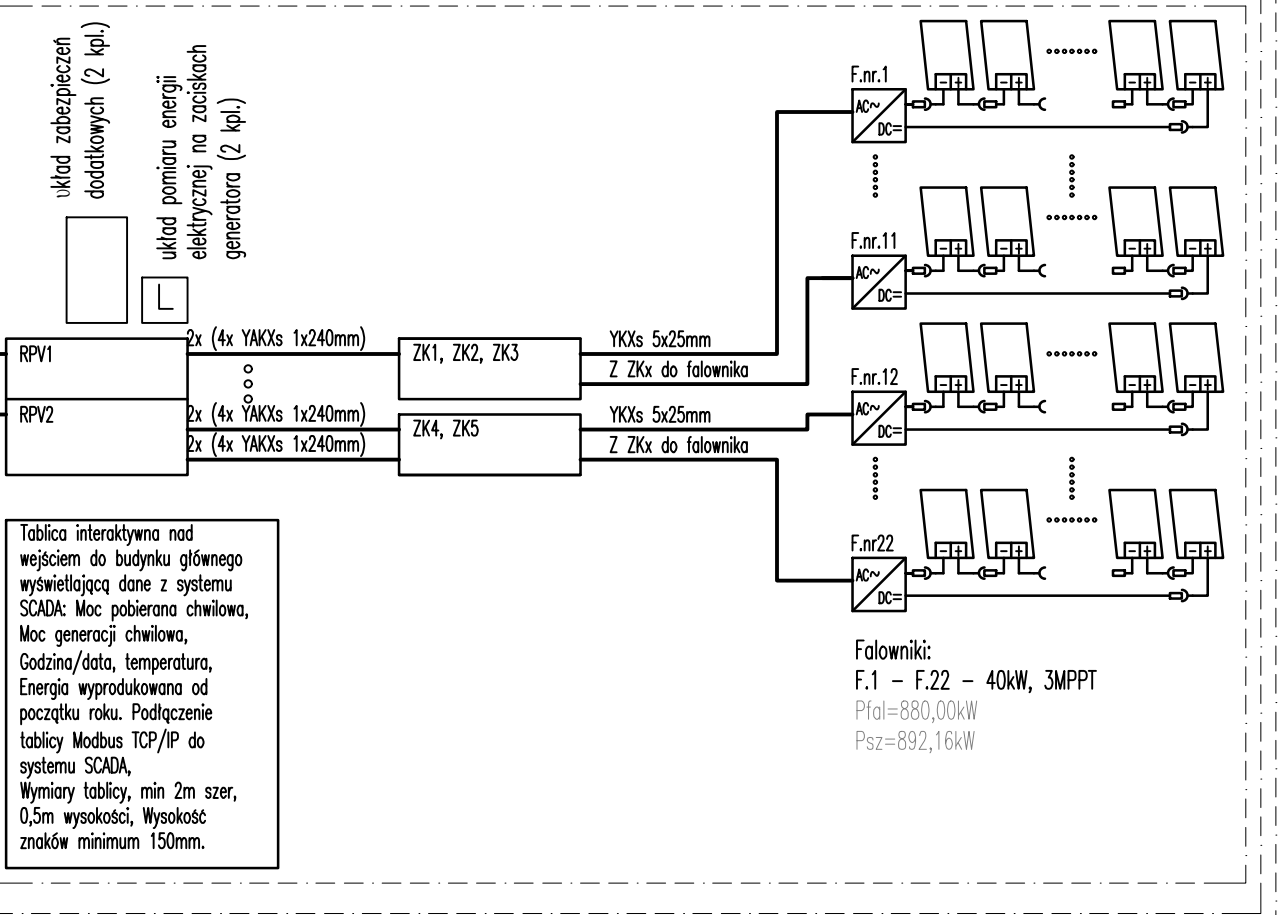 układ zabezpieczeń
dodatkowych (2 kpl.)
układ pomiaru energii
elektrycznej na zaciskach
generatora (2 kpl.)
L
RPV1
RPV2
2x (4x YAKXs 1x240mm)
2x (4x YAKXs 1x240mm)
2x (4x YAKXs 1x240mm)
ZK1, ZK2, ZK3
ZK4, ZK5
YKXs 5x25mm
Z ZKx do falownika
YKXs 5x25mm
Z ZKx do falownika
F.nr.1
AC~
DC=
- + - + - + - +
F.nr.11
AC~
DC=
- + - + - + - +
F.nr.12
AC~
DC=
- + - + - + - +
F.nr22
AC~
DC=
- + - + - + - +
Tablica interaktywna nad
wejściem do budynku głównego
wyświetlającą dane z systemu
SCADA: Moc pobierana chwilowa,
Moc generacji chwilowa,
Godzina/data, temperatura,
Energia wyprodukowana od
początku roku. Podłączenie
tablicy Modbus TCP/IP do
systemu SCADA,
Wymiary tablicy, min 2m szer,
0,5m wysokości, Wysokość
znaków minimum 150mm.
Falowniki:
F.1 - F.22 - 40kW, 3MPPT
Pfal=880,00kW
Psz=892,16kW